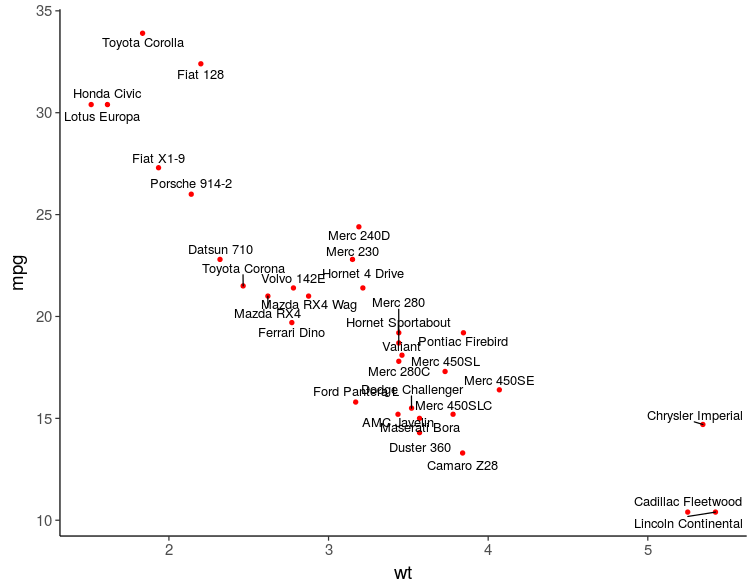 35
Toyota Corolla
Fiat 128
Honda Civic
30
Lotus Europa
Fiat X1-9
Porsche 914-2
25
Merc 240D
Datsun 710
Merc 230
Toyota Corona
Volvo 142E
Hornet 4 Drive
mpg
Mazda RX4 Wag
Merc 280
Mazda RX4
20
Hornet Sportabout
Ferrari Dino
Pontiac Firebird
Valiant
Merc 450SL
Merc 280C
Merc 450SE
Ford Pantera L
Dodge Challenger
Merc 450SLC
15
Chrysler Imperial
AMC Javelin
Maserati Bora
Duster 360
Camaro Z28
Cadillac Fleetwood
10
Lincoln Continental
2
3
4
5
wt